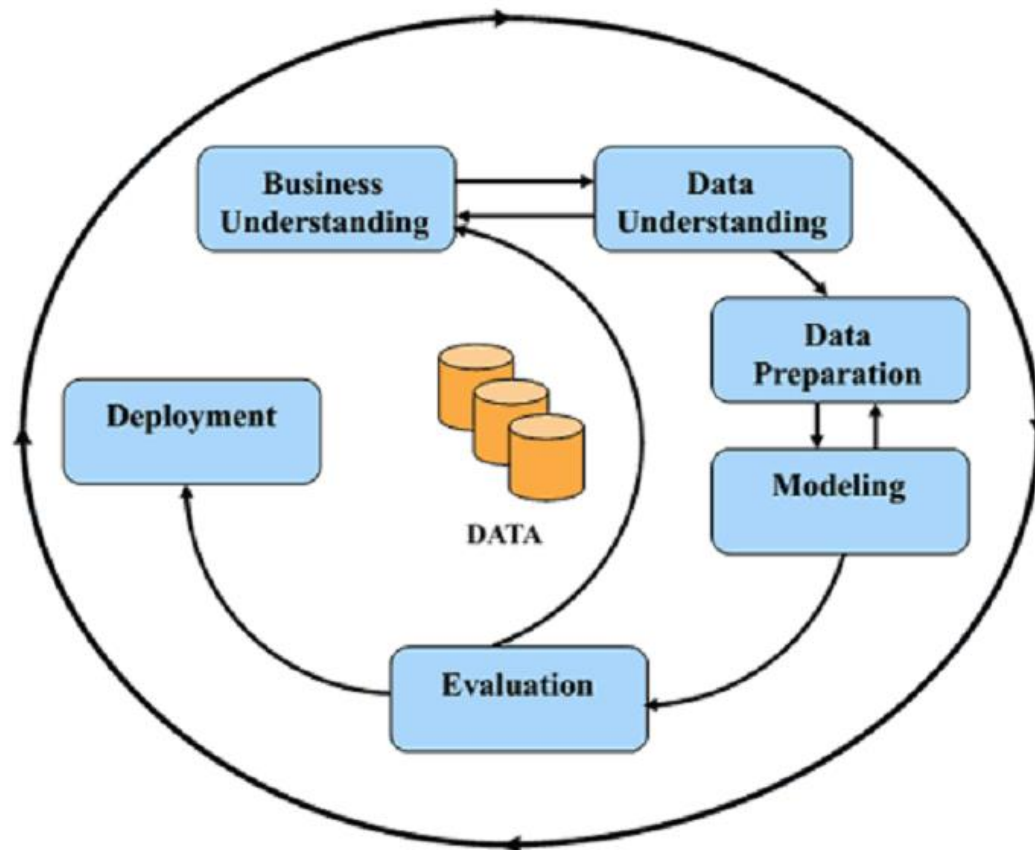 Business
Understanding
Data
Understanding
Data
Preparation
Modeling
Evaluation
Deployment
DATA